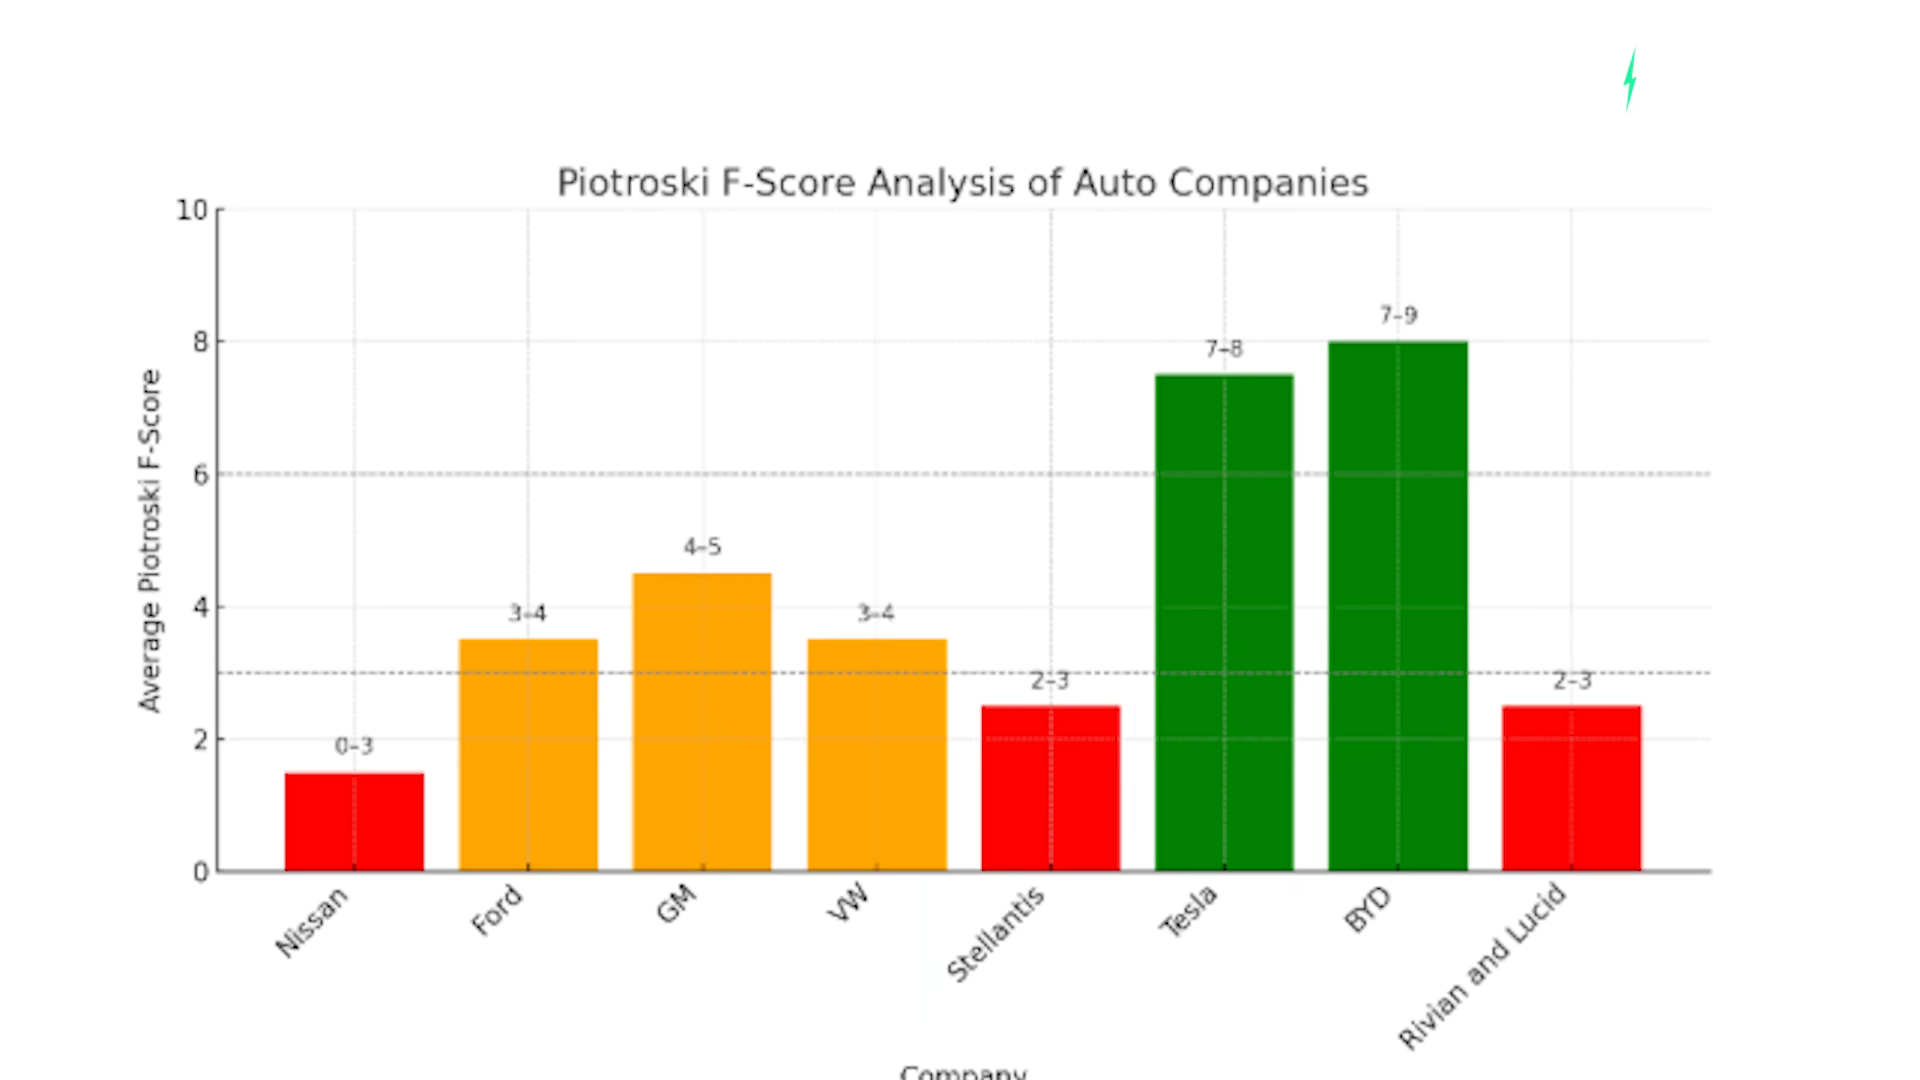 Piotroski F-Score Analysis of Auto Companies
Average Piotroski F-Score
10
8
6
4
2
0
0–3
3–4
4–5
3–4
2–3
7–8
7–9
2–3
Nissan
Ford
GM
VW
Stellantis
Tesla
BYD
Rivian and Lucid
Company